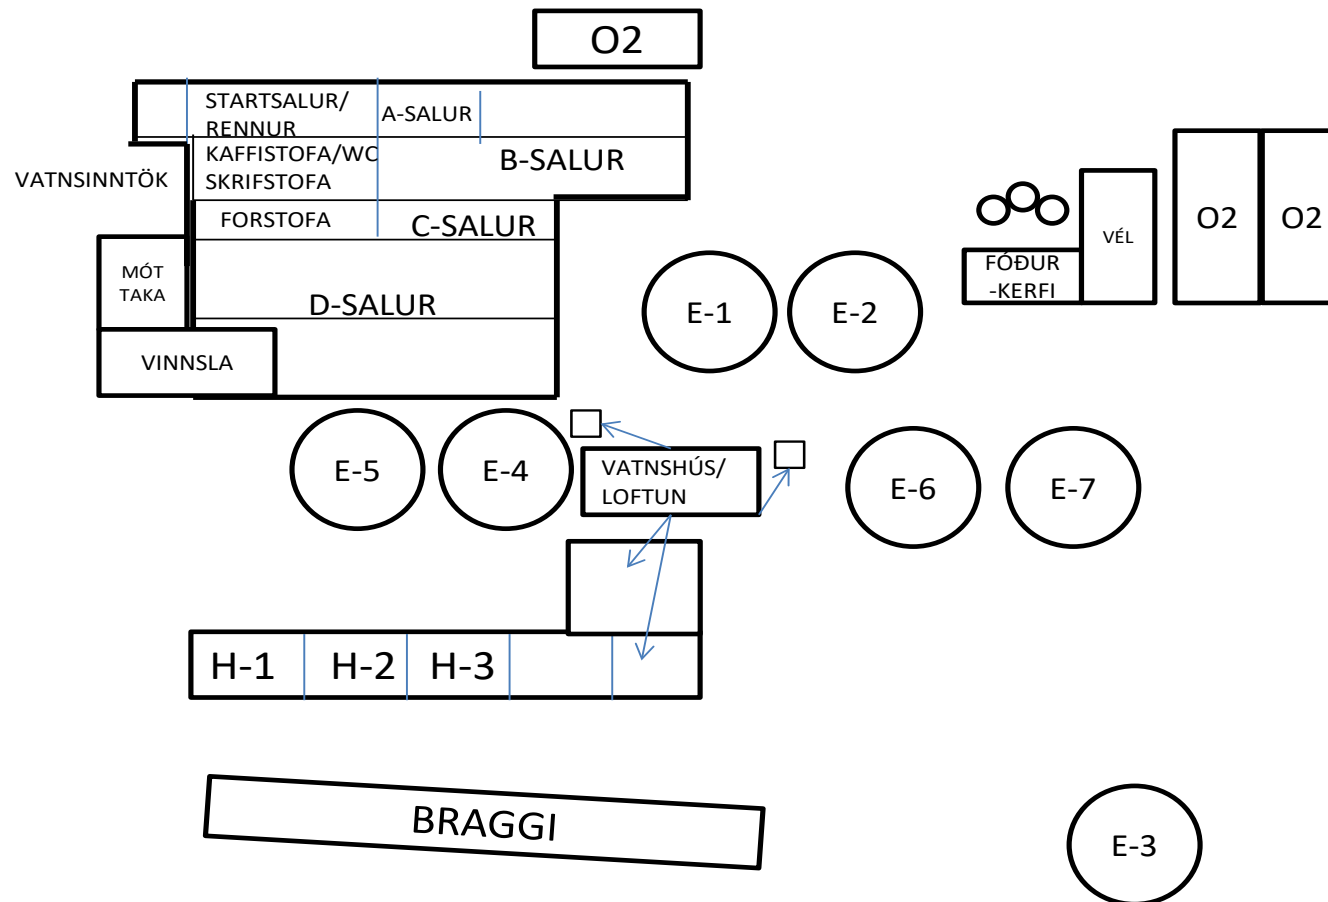 O2
STARTSALUR/
RENNUR
A-SALUR
KAFFISTOFA/WC
SKRIFSTOFA
B-SALUR
VATNSINNTÖK
FORSTOFA
C-SALUR
MÓT
TAKA
D-SALUR
VINNSLA
E-1
E-2
FÓÐUR
-KERFI
VÉL
O2
O2
E-5
E-4
VATNSHÚS/
LOFTUN
E-6
E-7
H-1
H-2
H-3
BRAGGI
E-3